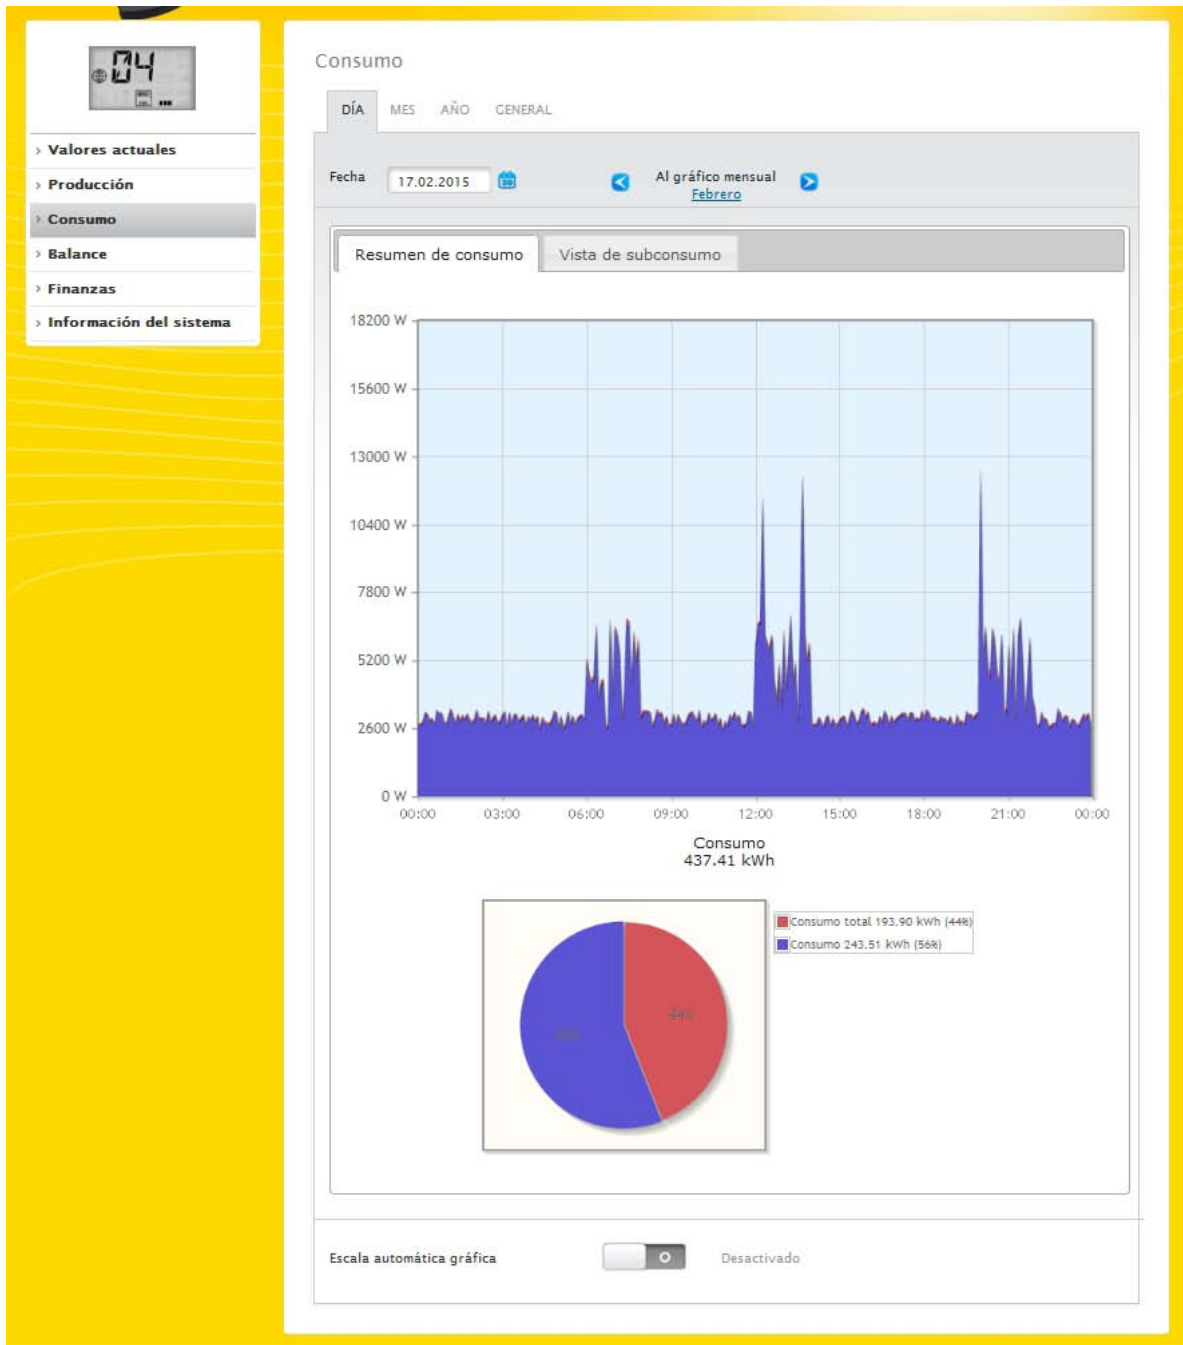 04
› Valores actuales
› Producción
› Consumo
› Balance
› Finanzas
› Información del sistema
Consumo
DÍA MES AÑO GENERAL
Fecha 17.02.2015 Al gráfico mensual
Febrero
Resumen de consumo Vista de subconsumo
18200 W
15600 W
13000 W
10400 W
7800 W
5200 W
2600 W
0 W
00:00 03:00 06:00 09:00 12:00 15:00 18:00 21:00 00:00
Consumo
437.41 kWh
Consumo total 193.90 kWh (44%)
Consumo 243.51 kWh (56%)
44%
Escala automática gráfica Desactivado